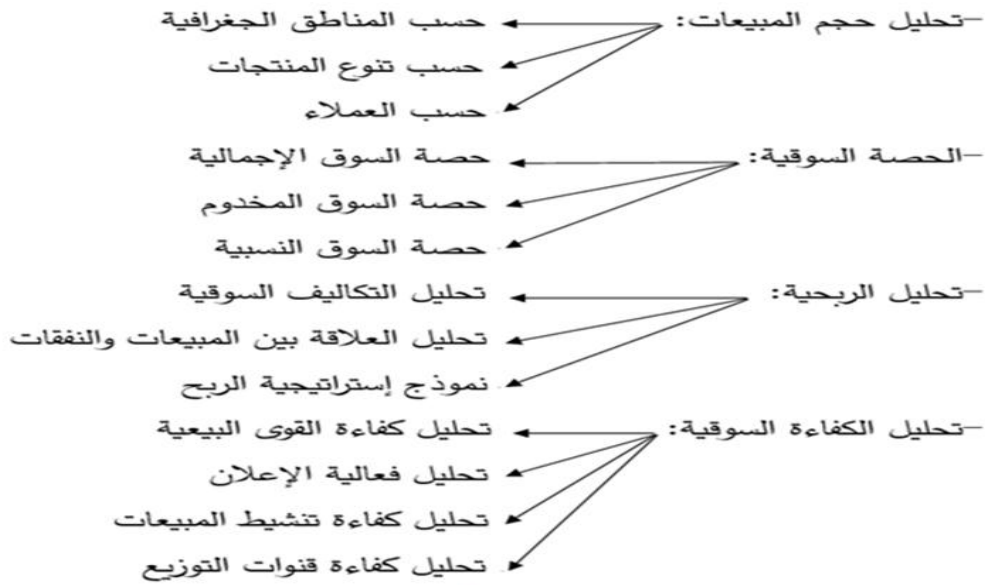 -تحليل حجم المبيعات: حسب المناطق الجغرافية
حسب تنوع المنتجات
حسب العملاء
-الحصة السوقية: حصة السوق الإجمالية
حصة السوق المخدوم
حصة السوق النسبية
-تحليل الربحية: تحليل التكاليف السوقية
تحليل العلاقة بين المبيعات والنفقات
نموذج إستراتيجية الربح
-تحليل الكفاءة السوقية: تحليل كفاءة القوى البيعية
تحليل فعالية الإعلان
تحليل كفاءة تنشيط المبيعات
تحليل كفاءة قنوات التوزيع